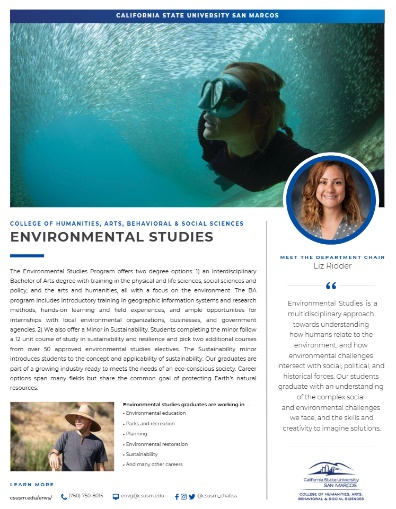 CALIFORNIA STATE UNIVERSITY SAN MARCOS
COLLEGE OF HUMANITIES, ARTS, BEHAVIORAL & SOCIAL SCIENCES
ENVIRONMENTAL STUDIES
The Environmental Studies Program offers two degree options: 1) an interdisciplinary
Bachelor of Arts degree with training in the physical and life sciences, social sciences and
policy, and the arts and humanities, all with a focus on the environment. The BA
program includes introductory training in geographic information systems and research
methods, hands-on learning and field experiences, and ample opportunities for
internships with local environmental organizations, businesses, and government
agencies. 2) We also offer a Minor in Sustainability. Students completing the minor follow
a 12 unit course of study in sustainability and resilience and pick two additional courses
from over 50 approved environmental studies electives. The Sustainability minor
introduces students to the concept and applicability of sustainability. Our graduates are
part of a growing industry ready to meets the needs of an eco-conscious society. Career
options span many fields but share the common goal of protecting Earth's natural
resources.
Environmental studies graduates are working in
• Environmental education
• Parks and recreation
• Planning
• Environmental restoration
• Sustainability
• And many other careers
LEARN MORE
csusm.edu/envs/
(760) 750-8015
@csusm_chabss
MEET THE DEPARTMENT CHAIR
Liz Ridder
“
Environmental Studies is a
multidisciplinary approach
towards understanding
how humans relate to the
environment, and how
environmental challenges
intersect with social, political, and
historical forces. Our students
graduate with an understanding
of the complex social
and environmental challenges
we face, and the skills and
creativity to imagine solutions.
California State University
SAN MARCOS
COLLEGE OF HUMANITIES, ARTS,
BEHAVIORAL & SOCIAL SCIENCES